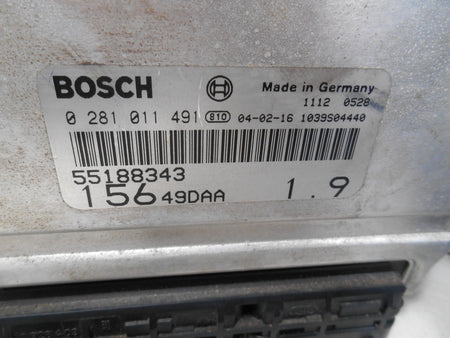 BOSCH Made in Germany
1112 0528
0 281 011 491 810 04-02-16 1039S04440
55188343
156 49DAA 1.9